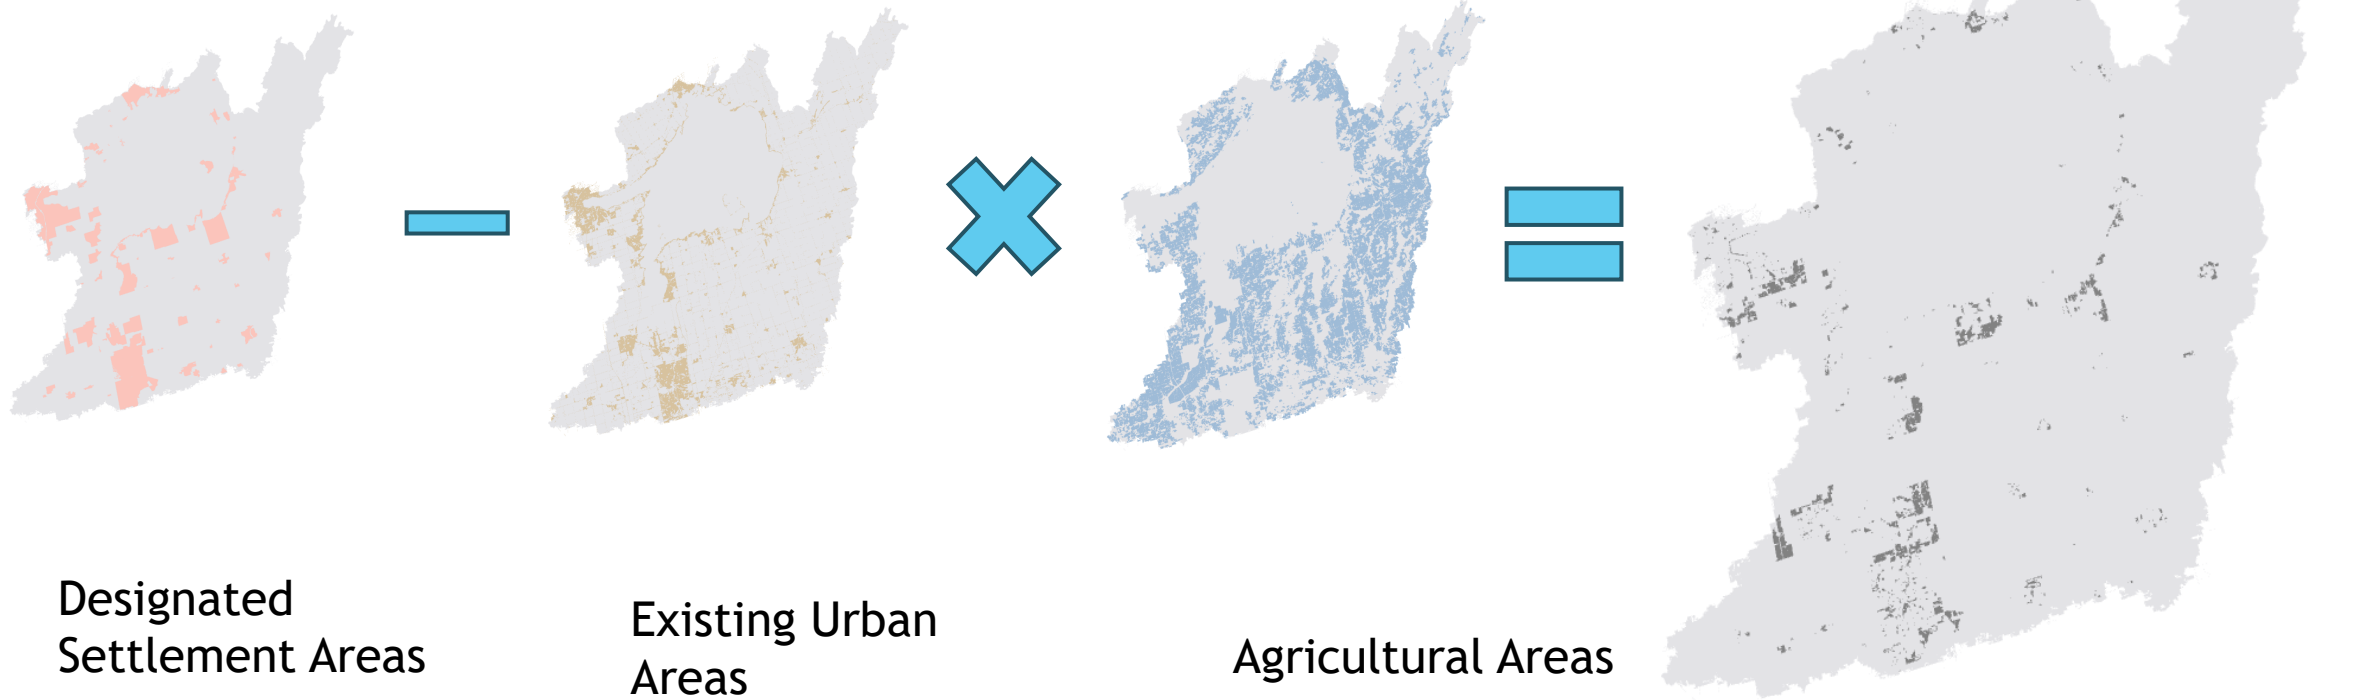 Designated
Settlement Areas
Existing Urban
Areas
Agricultural Areas